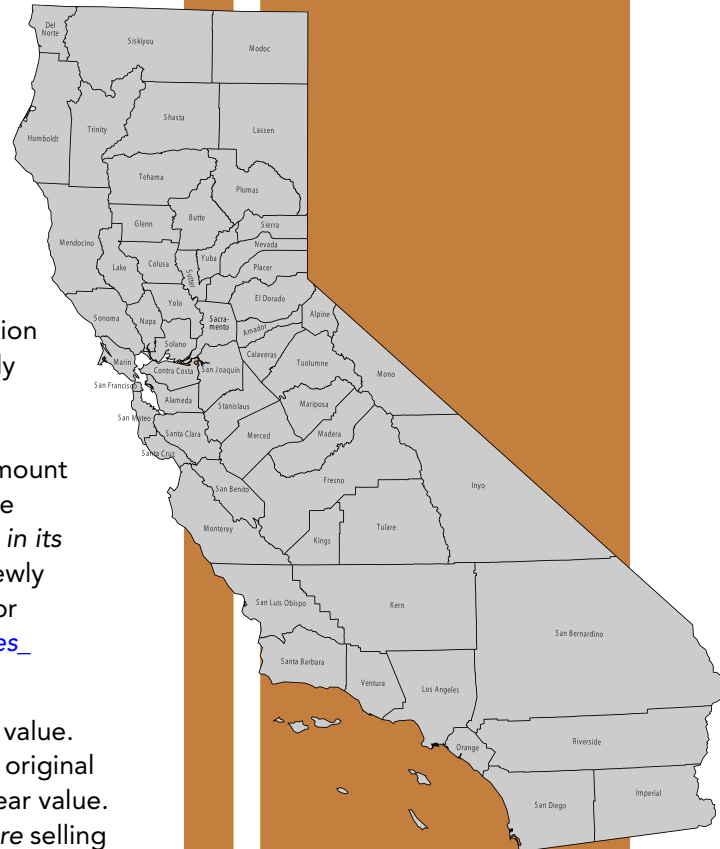 Del
Norte
Siskiyou
Modoc
Humboldt
Trinity
Shasta
Lassen
Tehama
Plumas
Mendocino
Glenn
Butte
Sierra
Nevada
Lake
Colusa
Sutter
Yuba
Placer
Yolo
El Dorado
Sonoma
Napa
Sacra-
mento
Alpine
Amador
Solano
Marin
Calaveras
Tuolumne
Mono
Contra Costa
San Joaquin
San Francisco
Alameda
Stanislaus
Mariposa
San Mateo
Santa Clara
Merced
Madera
Santa Cruz
Fresno
Inyo
San Benito
Monterey
Kings
Tulare
San Luis Obispo
Kern
San Bernardino
Santa Barbara
Ventura
Los Angeles
Orange
Riverside
San Diego
Imperial
tion
ly
mount
e
in its
ewly
or
es_
value.
original
ear value.
re selling